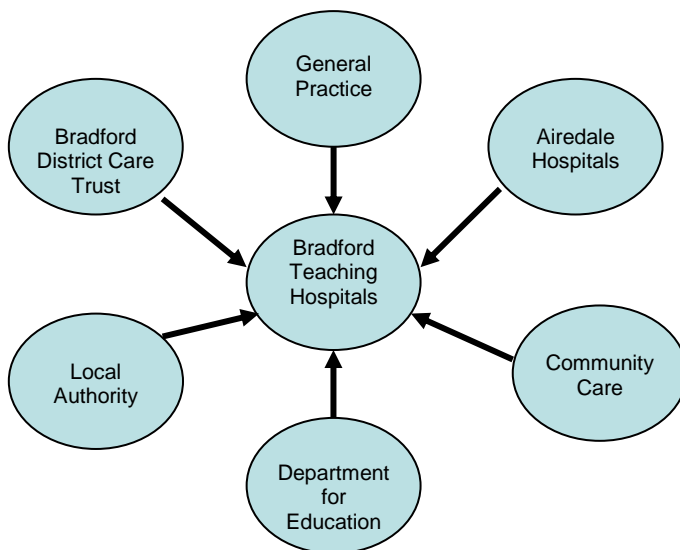 General
Practice
Bradford
District Care
Trust
Airedale
Hospitals
Bradford
Teaching
Hospitals
Local
Authority
Community
Care
Department
for
Education